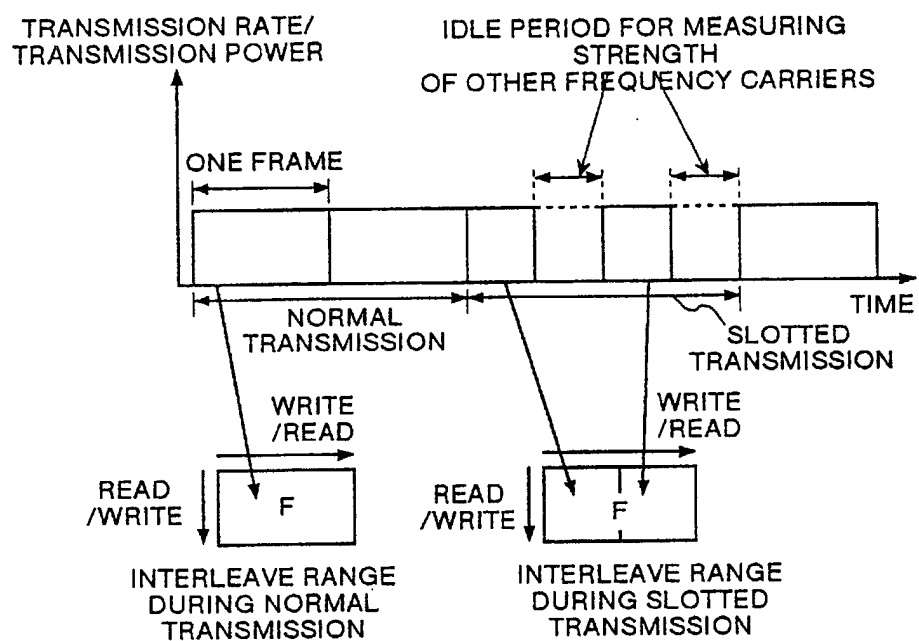 TRANSMISSION RATE/
TRANSMISSION POWER
IDLE PERIOD FOR MEASURING
STRENGTH
OF OTHER FREQUENCY CARRIERS
ONE FRAME
TIME
NORMAL
TRANSMISSION
SLOTTED
TRANSMISSION
WRITE
/READ
READ
/WRITE
F
INTERLEAVE RANGE
DURING NORMAL
TRANSMISSION
WRITE
/READ
READ
/WRITE
F
INTERLEAVE RANGE
DURING SLOTTED
TRANSMISSION